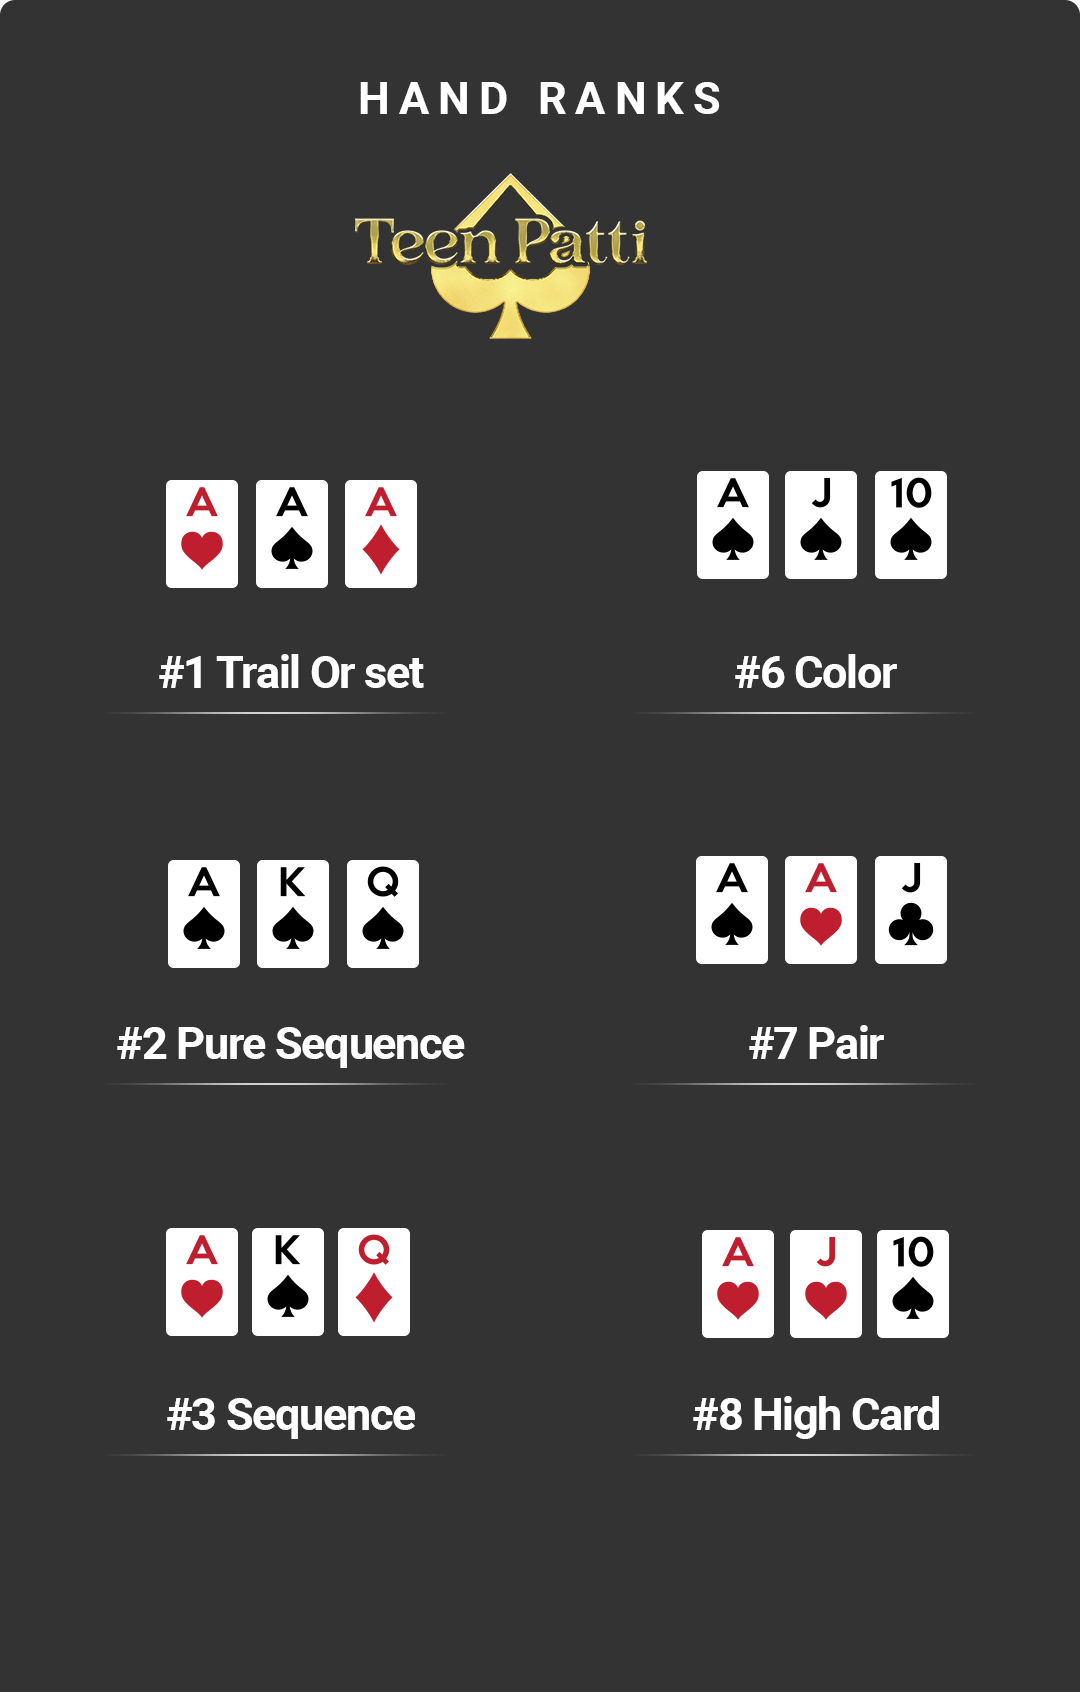 HAND RANKS
Teen Patti
A A A
#1 Trail Or set
A J 10
#6 Color
A K Q
#2 Pure Sequence
A A J
#7 Pair
A K Q
#3 Sequence
A J 10
#8 High Card